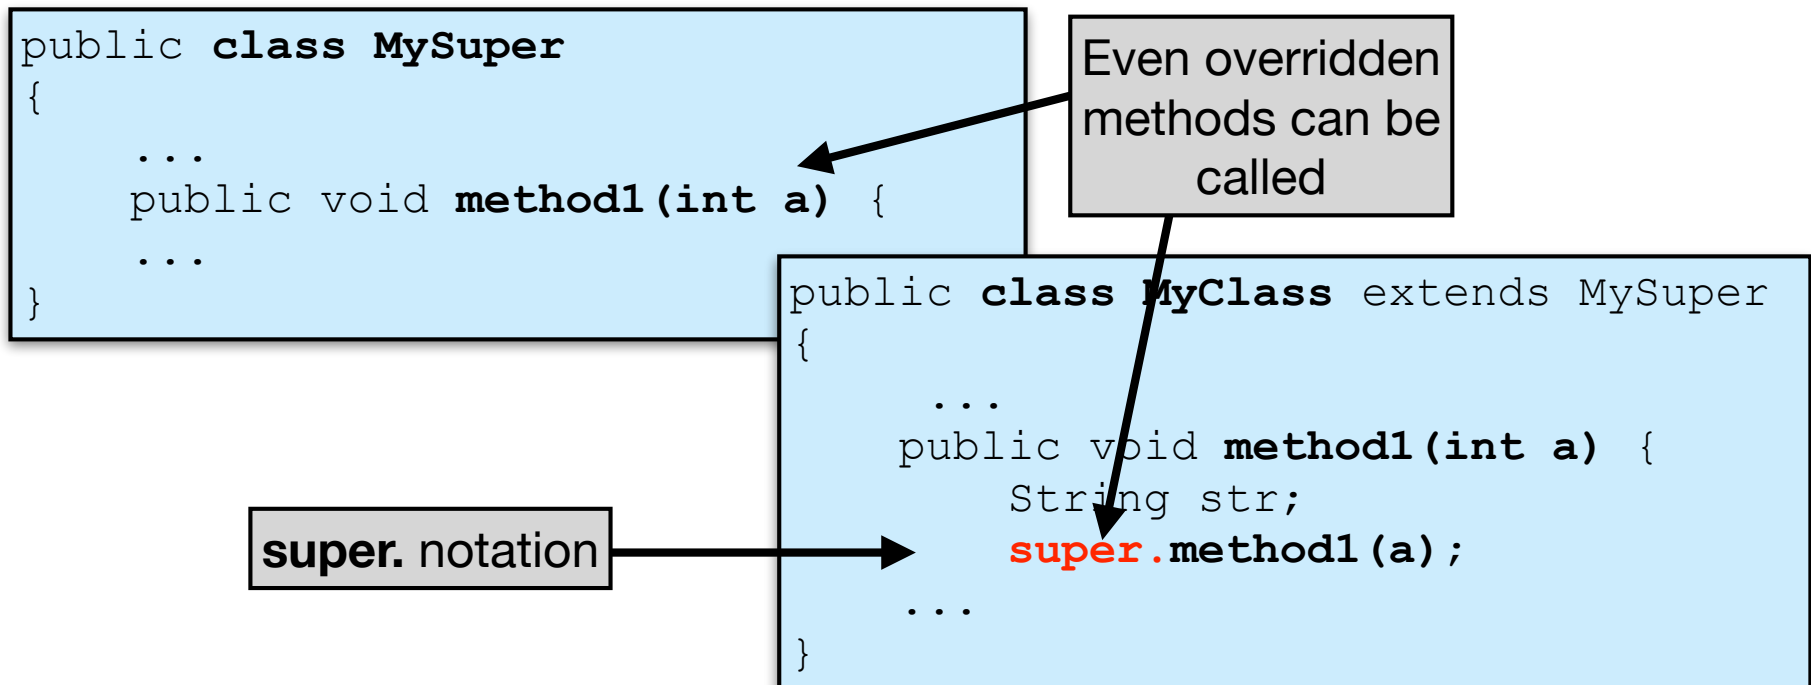 public class MySuper
{
...
public void method1(int a) {
...
}
Even overridden
methods can be
called
public class MyClass extends MySuper
{
...
public void method1(int a) {
String str;
super.method1(a);
...
}
super. notation